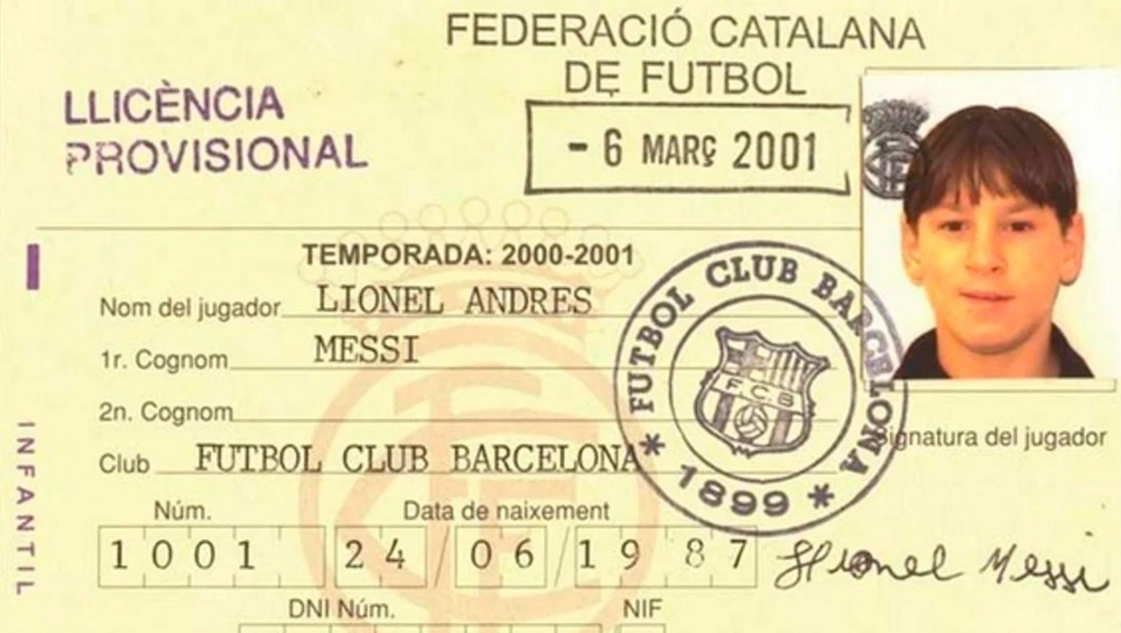 FEDERACIÓ CATALANA
DE FUTBOL
LLICÈNCIA
PROVISIONAL
- 6 MARÇ 2001
TEMPORADA: 2000-2001
Nom del jugador LIONEL ANDRES
1r. Cognom MESSI
2n. Cognom
Club FUTBOL CLUB BARCELONA
FUTBOL CLUB BARCELONA
FCB
* 1899 *
Signatura del jugador
INFANTIL
Núm. Data de naixement
1001 24/06/1987
Lionel Messi
DNI Núm. NIF